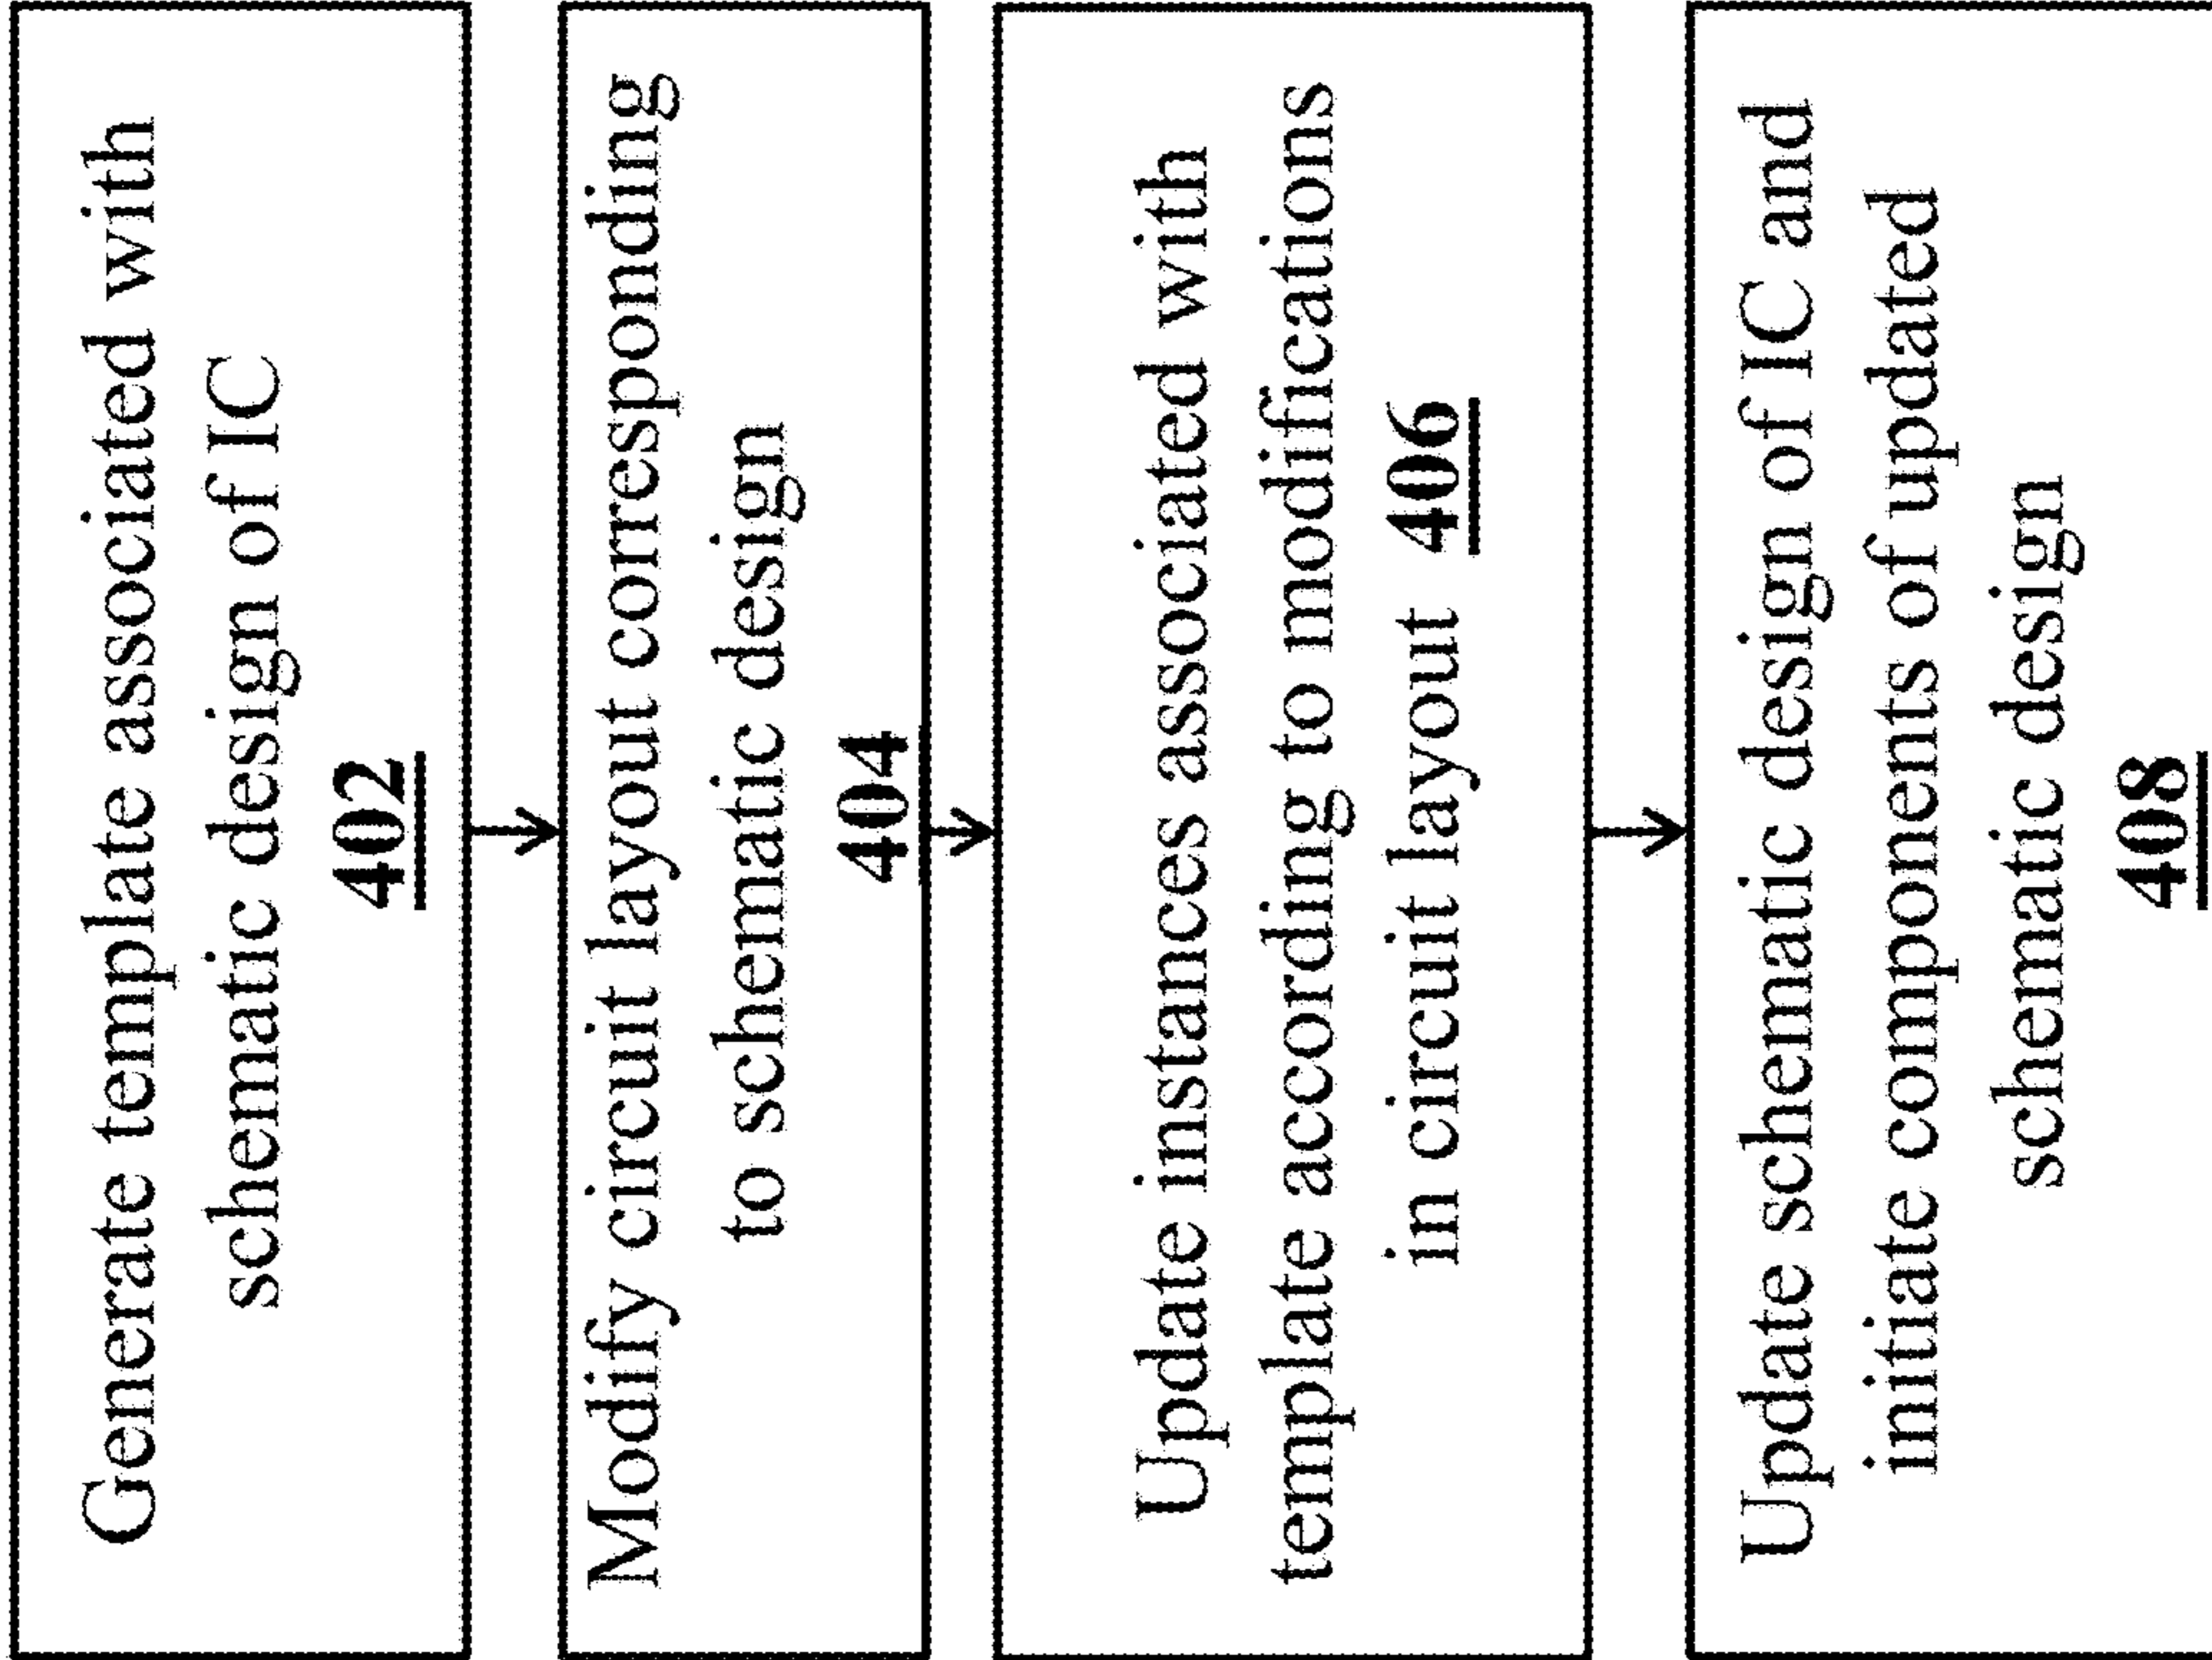 Generate template associated with
schematic design of IC
402
Modify circuit layout corresponding
to schematic design
404
Update instances associated with
template according to modifications
in circuit layout 406
Update schematic design of IC and
initiate components of updated
schematic design
408